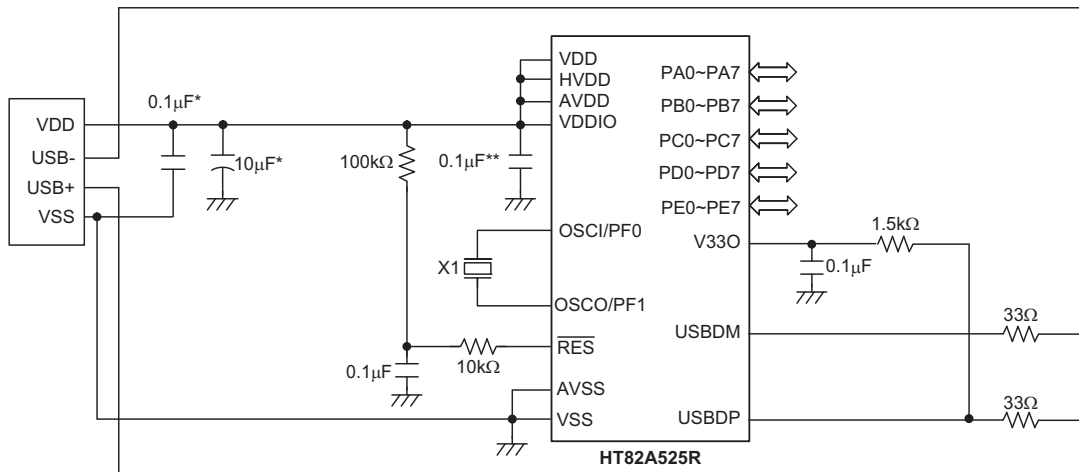 0.1μF*
VDD
USB-
USB+
VSS
10μF*
100kΩ
0.1μF**
X1
0.1μF
10kΩ
VDD
HVDD
AVDD
VDDIO
OSCI/PF0
OSCO/PF1
RES
AVSS
VSS
PA0~PA7
PB0~PB7
PC0~PC7
PD0~PD7
PE0~PE7
V33O
USBDM
USBDP
1.5kΩ
0.1μF
33Ω
33Ω
HT82A525R